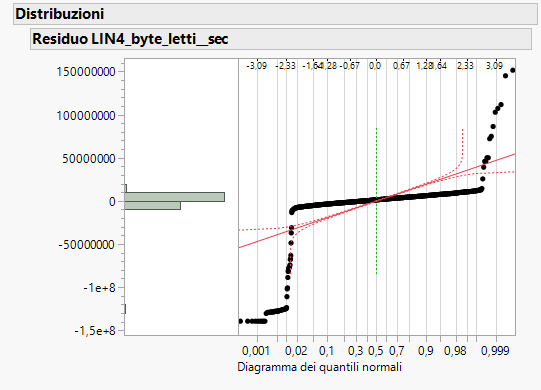 Distribuzioni
Residuo LIN4_byte_letti__sec
-3,09 -2,33 -1,64 1,28 -0,67 0,0 0,67 1,28 1,64 2,33 3,09
150000000
100000000
50000000
0
-50000000
-1e+8
-1,5e+8
0,001 0,02 0,1 0,3 0,5 0,7 0,9 0,98 0,999
Diagramma dei quantili normali